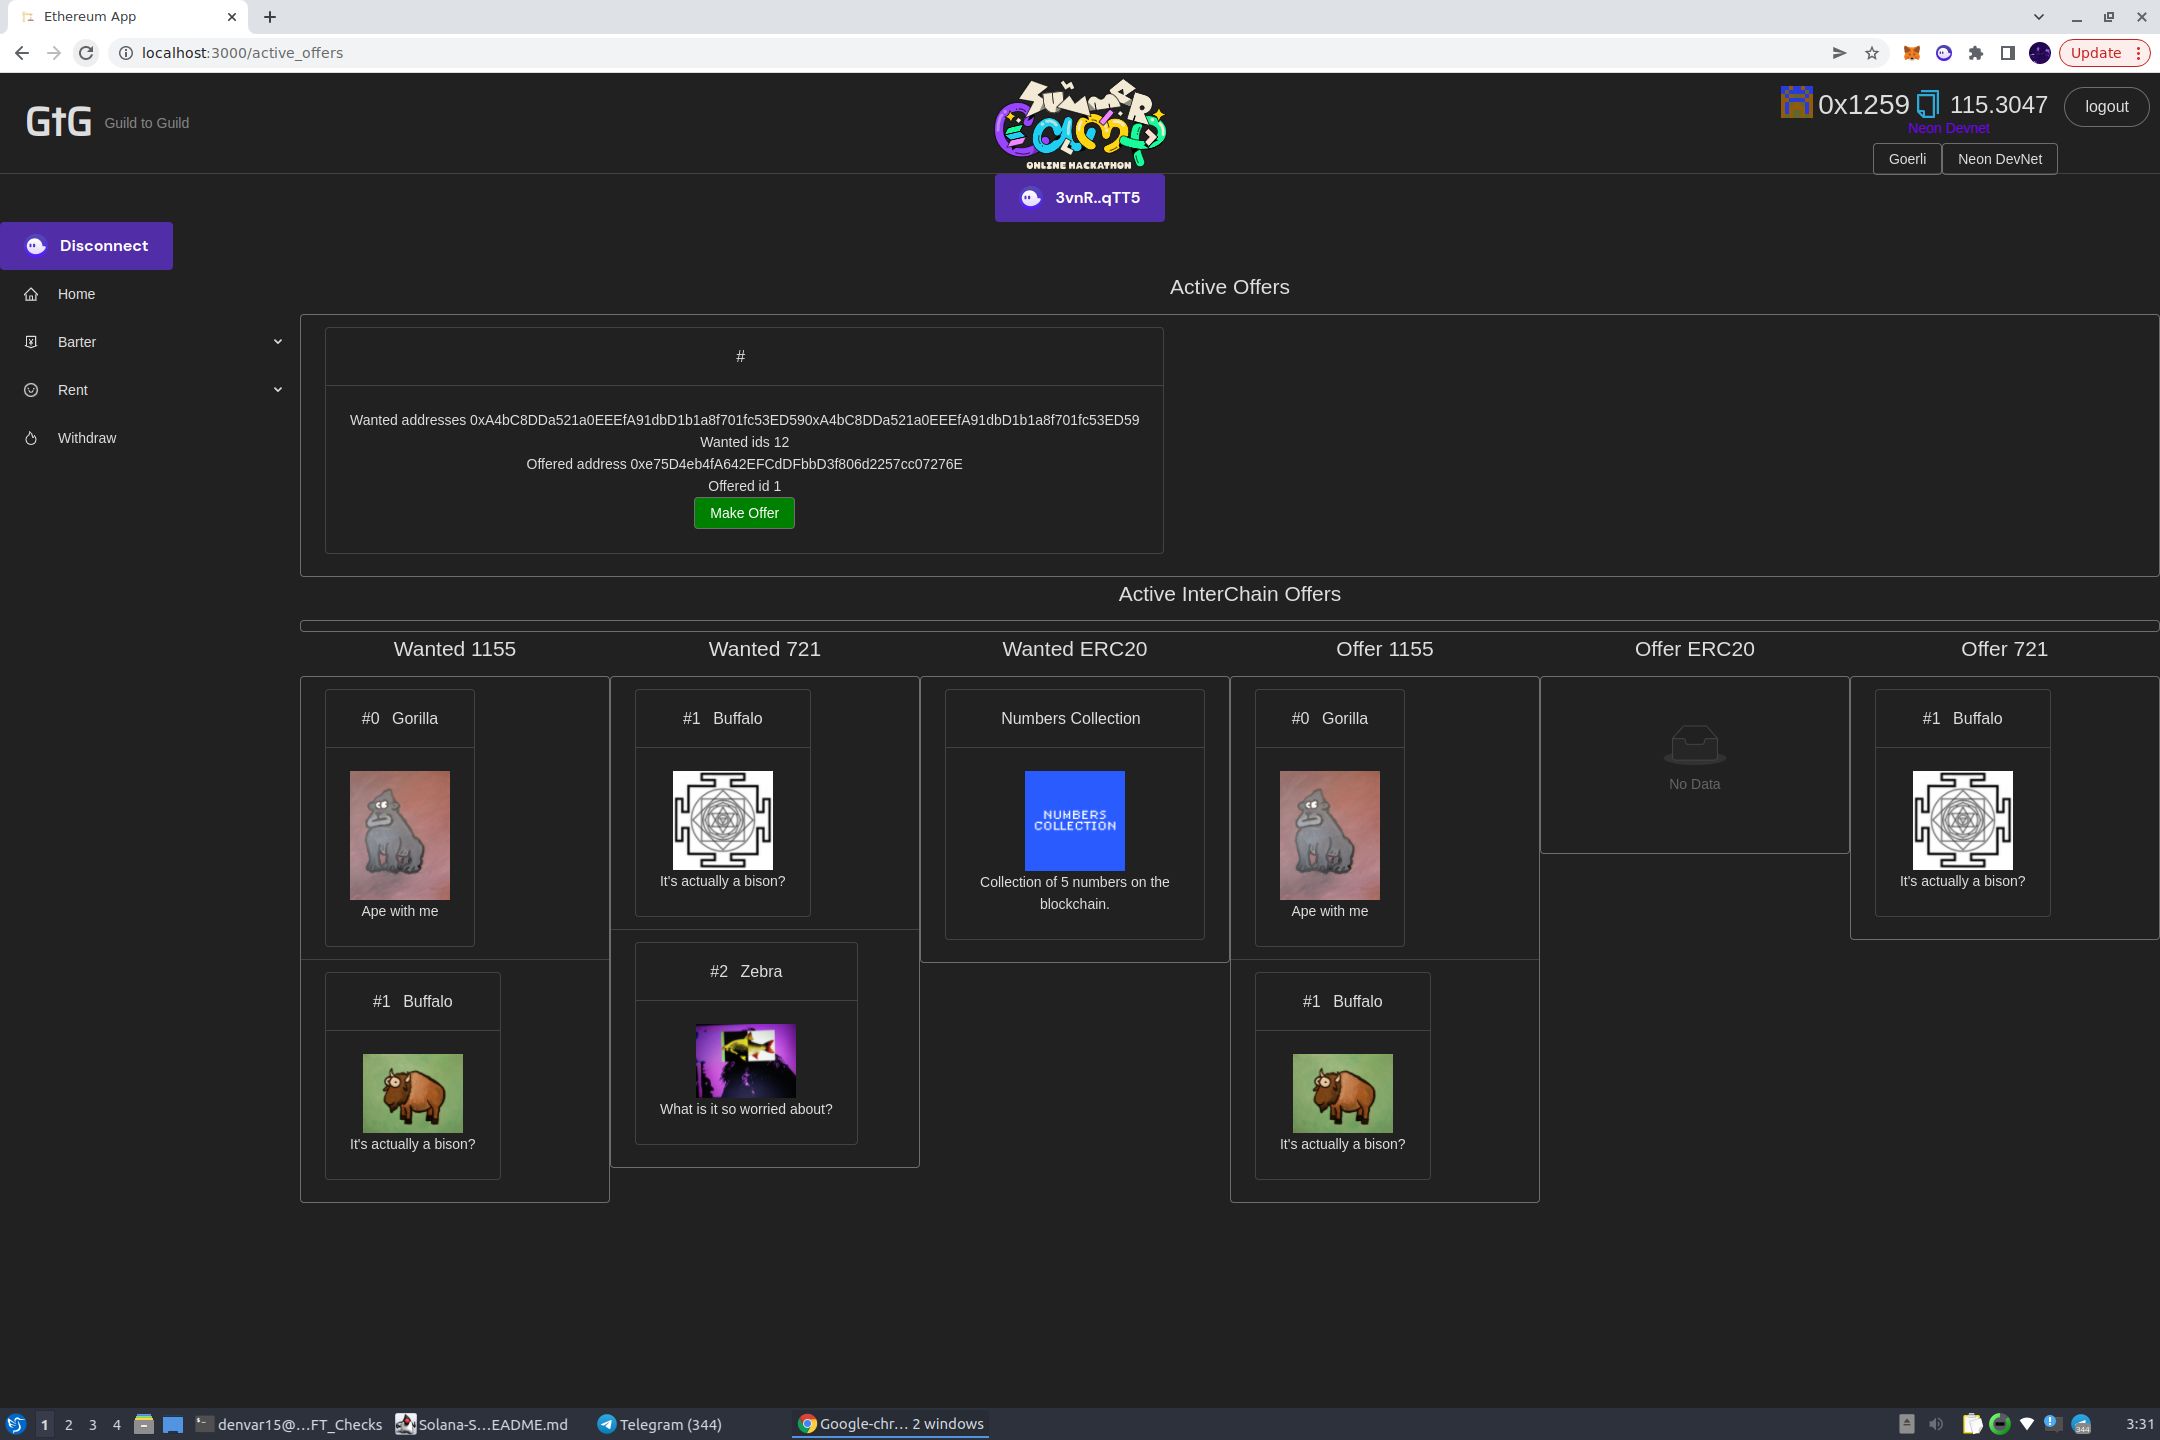 Ethereum App
localhost:3000/active_offers
Update
GtG
Guild to Guild
SUMMER
CAMP
ONLINE HACKATHON
0x1259
115.3047
logout
Neon Devnet
Goerli
Neon DevNet
3vnR..qTT5
Disconnect
Home
Barter
Rent
Withdraw
Active Offers
#
Wanted addresses 0xA4bC8DDa521a0EEEfA91dbD1b1a8f701fc53ED590xA4bC8DDa521a0EEEfA91dbD1b1a8f701fc53ED59
Wanted ids 12
Offered address 0xe75D4eb4fA642EFCdDFbbD3f806d2257cc07276E
Offered id 1
Make Offer
Active InterChain Offers
Wanted 1155
#0 Gorilla
Ape with me
#1 Buffalo
It's actually a bison?
Wanted 721
#1 Buffalo
It's actually a bison?
#2 Zebra
What is it so worried about?
Wanted ERC20
Numbers Collection
NUMBERS
COLLECTION
Collection of 5 numbers on the
blockchain.
Offer 1155
#0 Gorilla
Ape with me
#1 Buffalo
It's actually a bison?
Offer ERC20
No Data
Offer 721
#1 Buffalo
It's actually a bison?
1
2
3
4
denvar15@...FT_Checks
Solana-S...EADME.md
Telegram (344)
Google-chr... 2 windows
344
3:31